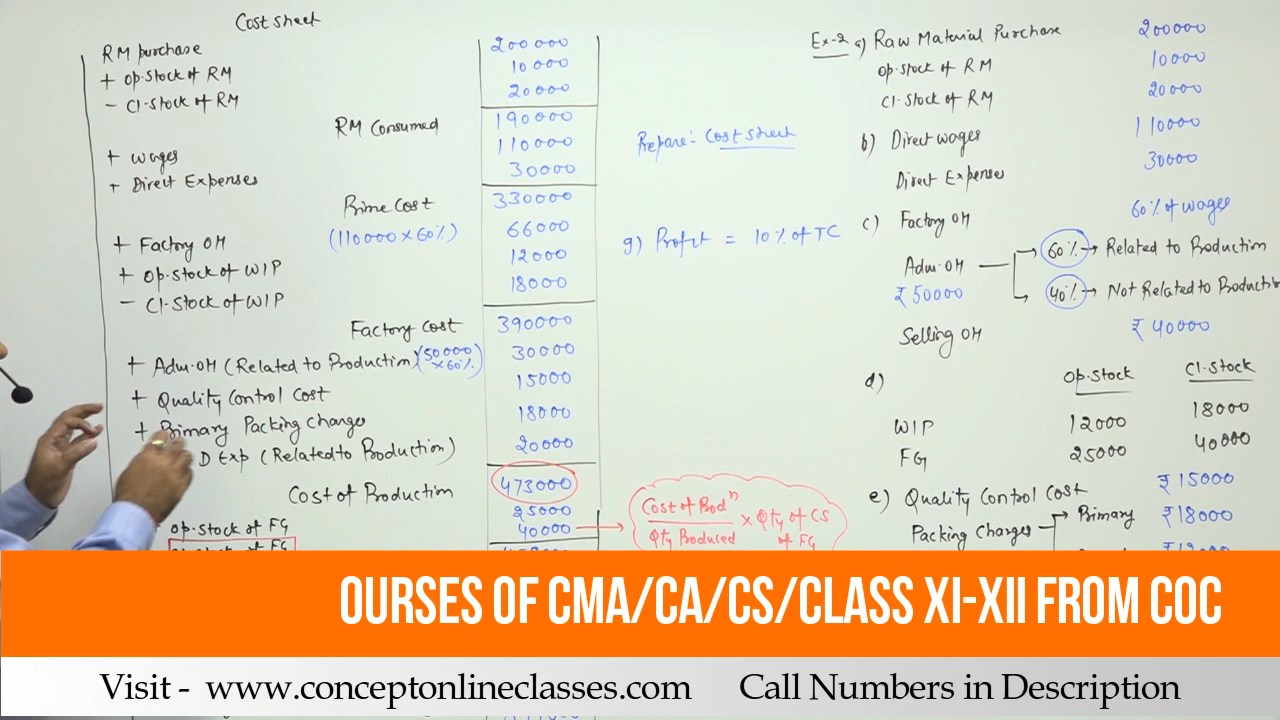 Cost sheet
RM purchase 200000
+ Op. stock of RM 10000
- Cl. stock of RM 20000
RM Consumed 190000
+ wages 110000
+ Direct Expenses 30000
Prime Cost 330000
+ Factory OH (110000 x 60%) 66000
+ Op. stock of WIP 12000
- Cl. Stock of WIP 18000
Factory Cost 390000
+ Adm. OH (Related to Production) (50000 x 60%) 30000
+ Quality Control Cost 15000
+ Primary Packing Charges 18000
D Exp (Related to Production) 20000
Cost of Production 473000
op. stock of FG 25000
of FG 40000
Prepare: Cost sheet
g) Profit = 10% of TC
Cost of Prodn
Qty Produced
x Qty of CS
of FG
Ex-2 a) Raw Material Purchase 200000
Op. stock of RM 10000
Cl. stock of RM 20000
b) Direct wages 110000
Direct Expenses 30000
c) Factory OH 60% of wages
Adm. OH 60% → Related to Production
₹50000 40% → Not Related to Producti
Selling OH ₹40000
d) Op. stock Cl. stock
WIP 12000 18000
FG 25000 40000
e) Quality Control Cost ₹15000
Packing Charges → Primary ₹18000
OURSES OF CMA/CA/CS/CLASS XI-XII FROM COC
Visit - www.conceptonlineclasses.com Call Numbers in Description